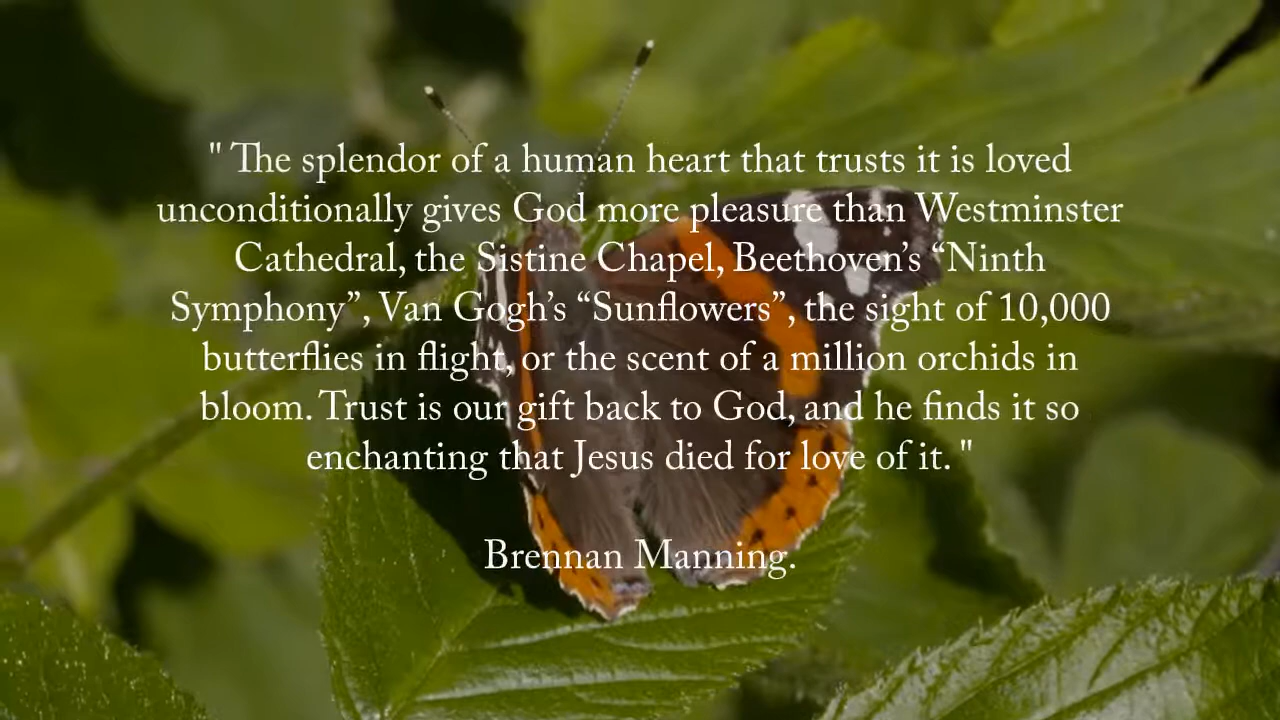 " The splendor of a human heart that trusts it is loved
unconditionally gives God more pleasure than Westminster
Cathedral, the Sistine Chapel, Beethoven’s “Ninth
Symphony”, Van Gogh’s “Sunflowers”, the sight of 10,000
butterflies in flight, or the scent of a million orchids in
bloom. Trust is our gift back to God, and he finds it so
enchanting that Jesus died for love of it. "
Brennan Manning.